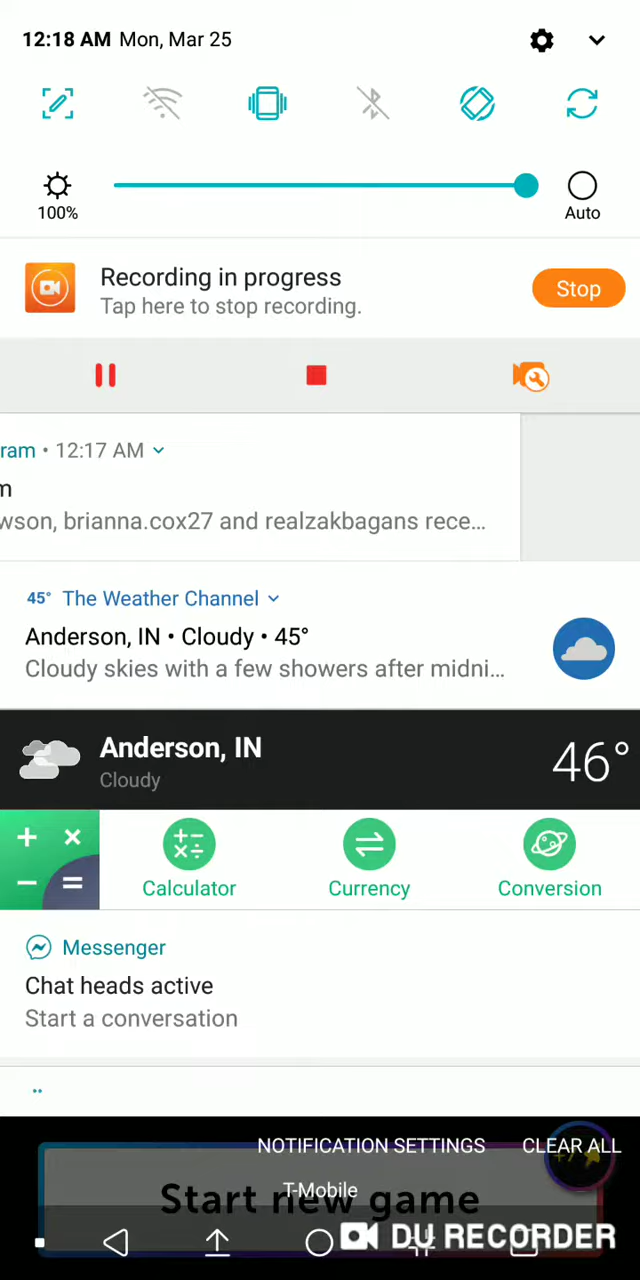 12:18 AM Mon, Mar 25
100%
Auto
Recording in progress
Tap here to stop recording.
Stop
ram • 12:17 AM
m
wson, brianna.cox27 and realzakbagans rece...
45° The Weather Channel
Anderson, IN • Cloudy • 45°
Cloudy skies with a few showers after midni...
Anderson, IN
Cloudy
46°
+ × − =
Calculator
Currency
Conversion
Messenger
Chat heads active
Start a conversation
NOTIFICATION SETTINGS
CLEAR ALL
T-Mobile
Start new game
DU RECORDER